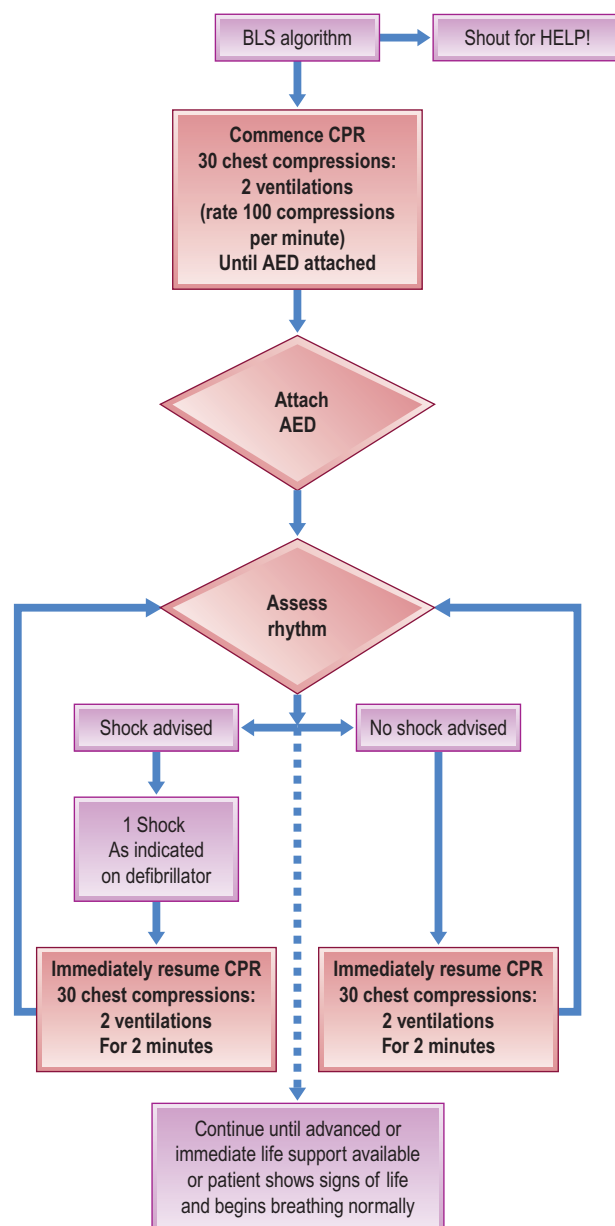 BLS algorithm
Shout for HELP!
Commence CPR
30 chest compressions:
2 ventilations
(rate 100 compressions
per minute)
Until AED attached
Attach
AED
Assess
rhythm
Shock advised
No shock advised
1 Shock
As indicated
on defibrillator
Immediately resume CPR
30 chest compressions:
2 ventilations
For 2 minutes
Immediately resume CPR
30 chest compressions:
2 ventilations
For 2 minutes
Continue until advanced or
immediate life support available
or patient shows signs of life
and begins breathing normally